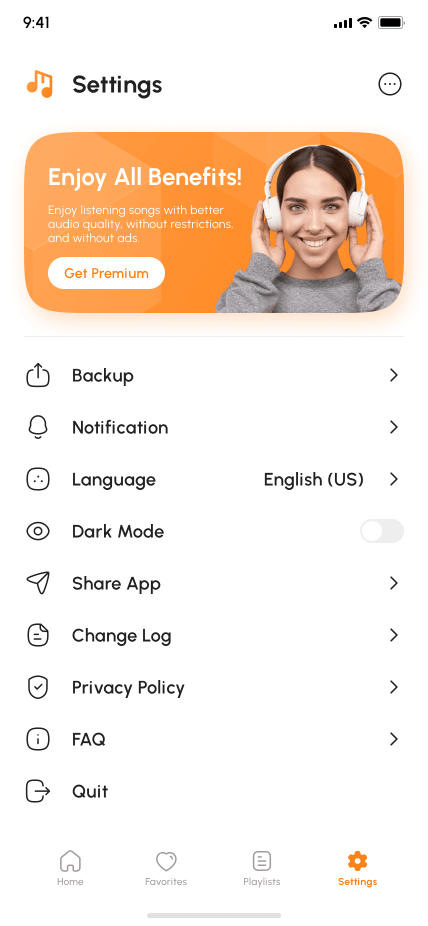 9:41
Settings
Enjoy All Benefits!
Enjoy listening songs with better
audio quality, without restrictions,
and without ads.
Get Premium
Backup
Notification
Language English (US)
Dark Mode
Share App
Change Log
Privacy Policy
FAQ
Quit
Home Favorites Playlists Settings